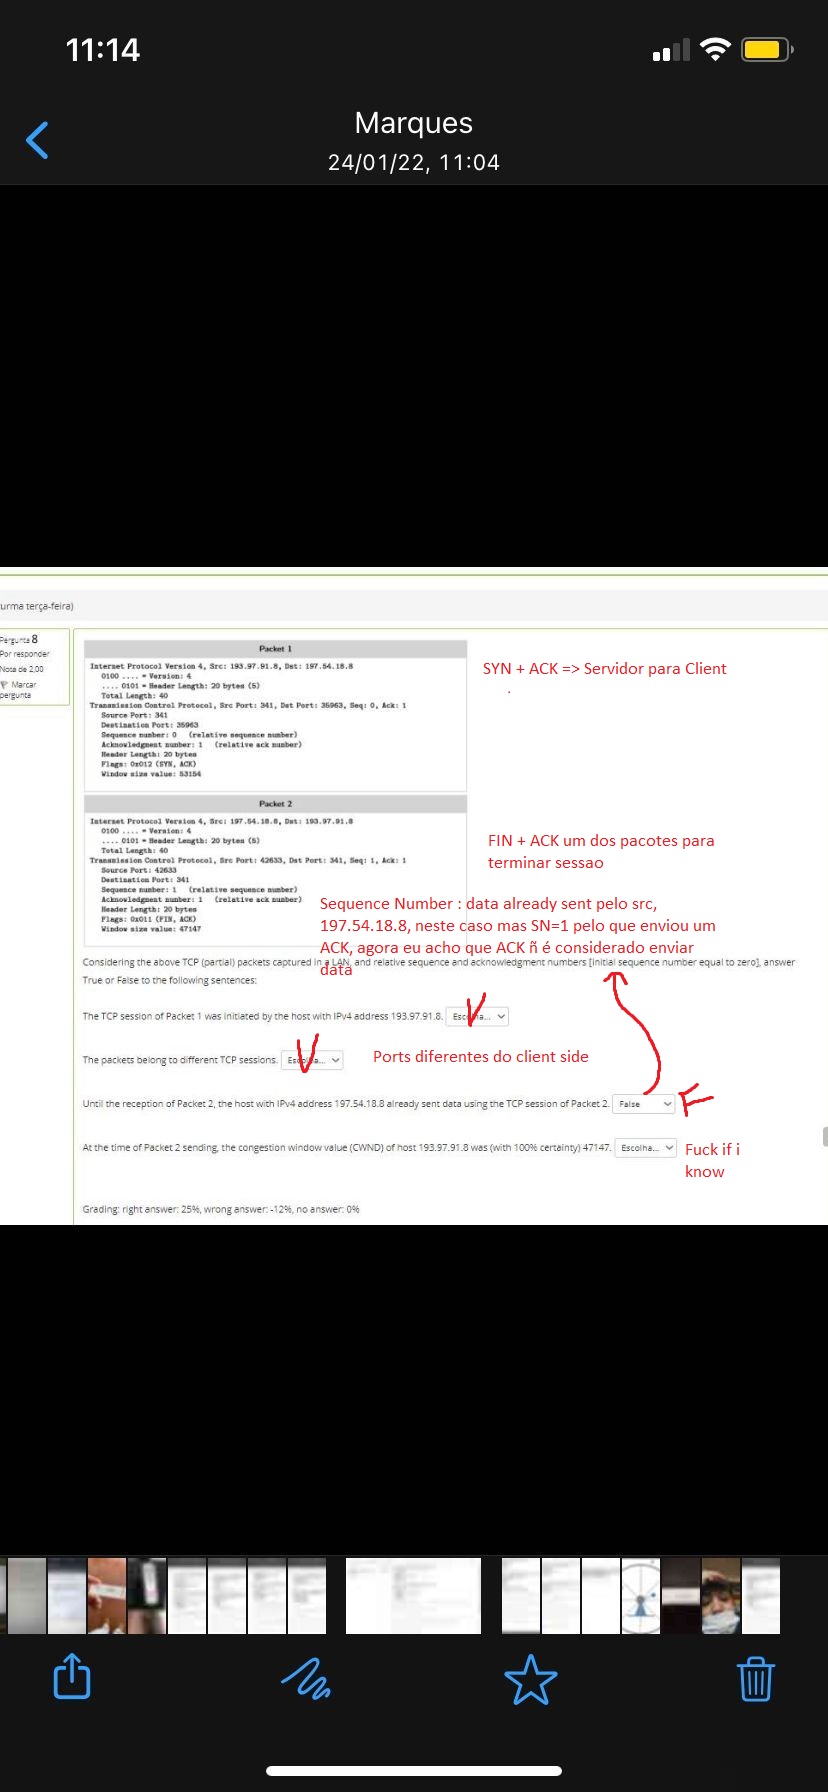 11:14
Marques
24/01/22, 11:04
urma terça-feira)
Pergunta 8
Por responder
Nota de 2,00
Marcar
pergunta
Packet 1
Internet Protocol Version 4, Src: 193.97.91.8, Dst: 197.54.18.8
0100 .... = Version: 4
.... 0101 = Header Length: 20 bytes (5)
Total Length: 40
Transmission Control Protocol, Src Port: 341, Dst Port: 35963, Seq: 0, Ack: 1
Source Port: 341
Destination Port: 35963
Sequence number: 0 (relative sequence number)
Acknowledgment number: 1 (relative ack number)
Header Length: 20 bytes
Flags: 0x012 (SYN, ACK)
Window size value: 53154
SYN + ACK => Servidor para Client
Packet 2
Internet Protocol Version 4, Src: 197.54.18.8, Dst: 193.97.91.8
0100 .... = Version: 4
.... 0101 = Header Length: 20 bytes (5)
Total Length: 40
Transmission Control Protocol, Src Port: 42633, Dst Port: 341, Seq: 1, Ack: 1
Source Port: 42633
Destination Port: 341
Sequence number: 1 (relative sequence number)
Acknowledgment number: 1 (relative ack number)
Header Length: 20 bytes
Flags: 0x011 (FIN, ACK)
Window size value: 47147
FIN + ACK um dos pacotes para
terminar sessao
Sequence Number : data already sent pelo src,
197.54.18.8, neste caso mas SN=1 pelo que enviou um
ACK, agora eu acho que ACK ñ é considerado enviar
data
Considering the above TCP (partial) packets captured in a LAN, and relative sequence and acknowledgment numbers [initial sequence number equal to zero], answer
True or False to the following sentences:
The TCP session of Packet 1 was initiated by the host with IPv4 address 193.97.91.8. Escolha... V
The packets belong to different TCP sessions. Escolha... V
Ports diferentes do client side
Until the reception of Packet 2, the host with IPv4 address 197.54.18.8 already sent data using the TCP session of Packet 2. False F
At the time of Packet 2 sending, the congestion window value (CWND) of host 193.97.91.8 was (with 100% certainty) 47147. Escolha...
Fuck if i
know
Grading: right answer: 25%, wrong answer: -12%, no answer: 0%